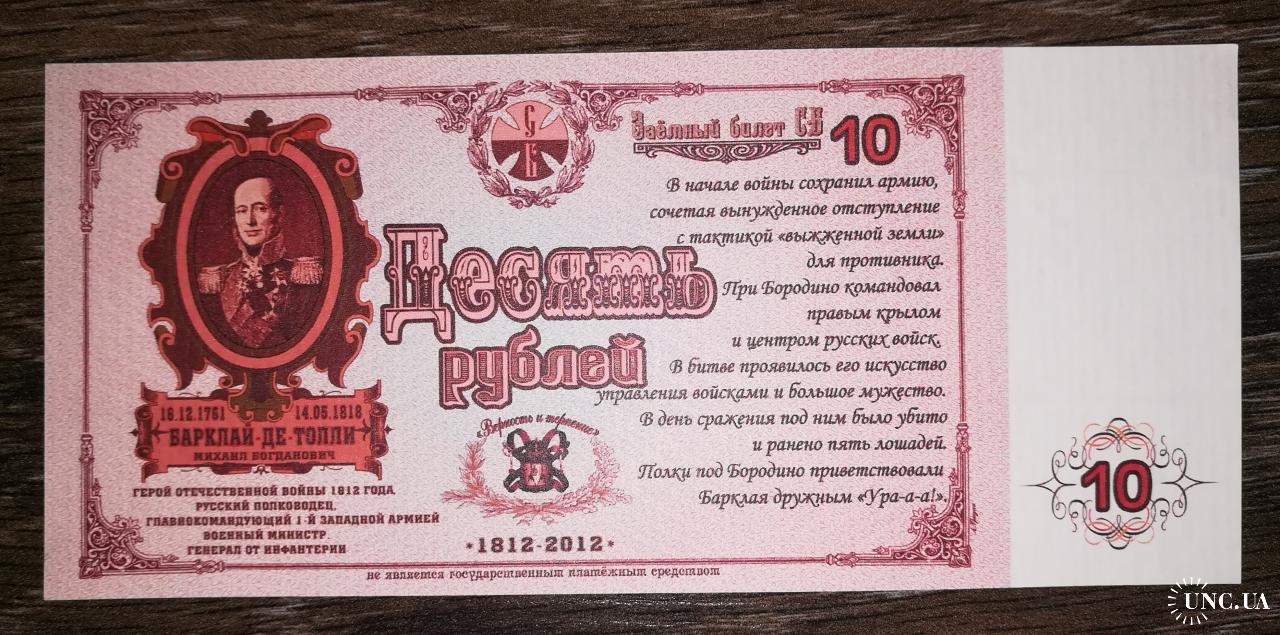 С
Б
Заёмный билет С.Б
10
В начале войны сохранил армию,
сочетая вынужденное отступление
с тактикой «выжженной земли»
для противника.
При Бородино командовал
правым крылом
и центром русских войск.
В битве проявилось его искусство
управления войсками и большое мужество.
В день сражения под ним было убито
и ранено пять лошадей.
Полки под Бородино приветствовали
Барклая дружным «Ура-а-а!».
Десять
рублей
16.12.1761
14.05.1818
БАРКЛАЙ-ДЕ-ТОЛЛИ
МИХАИЛ БОГДАНОВИЧ
ГЕРОЙ ОТЕЧЕСТВЕННОЙ ВОЙНЫ 1812 ГОДА,
РУССКИЙ ПОЛКОВОДЕЦ,
ГЛАВНОКОМАНДУЮЩИЙ 1-Й ЗАПАДНОЙ АРМИЕЙ
ВОЕННЫЙ МИНИСТР
ГЕНЕРАЛ ОТ ИНФАНТЕРИИ
«Верность и терпение»
*1812-2012*
не является государственным платёжным средством
10
UNC.UA